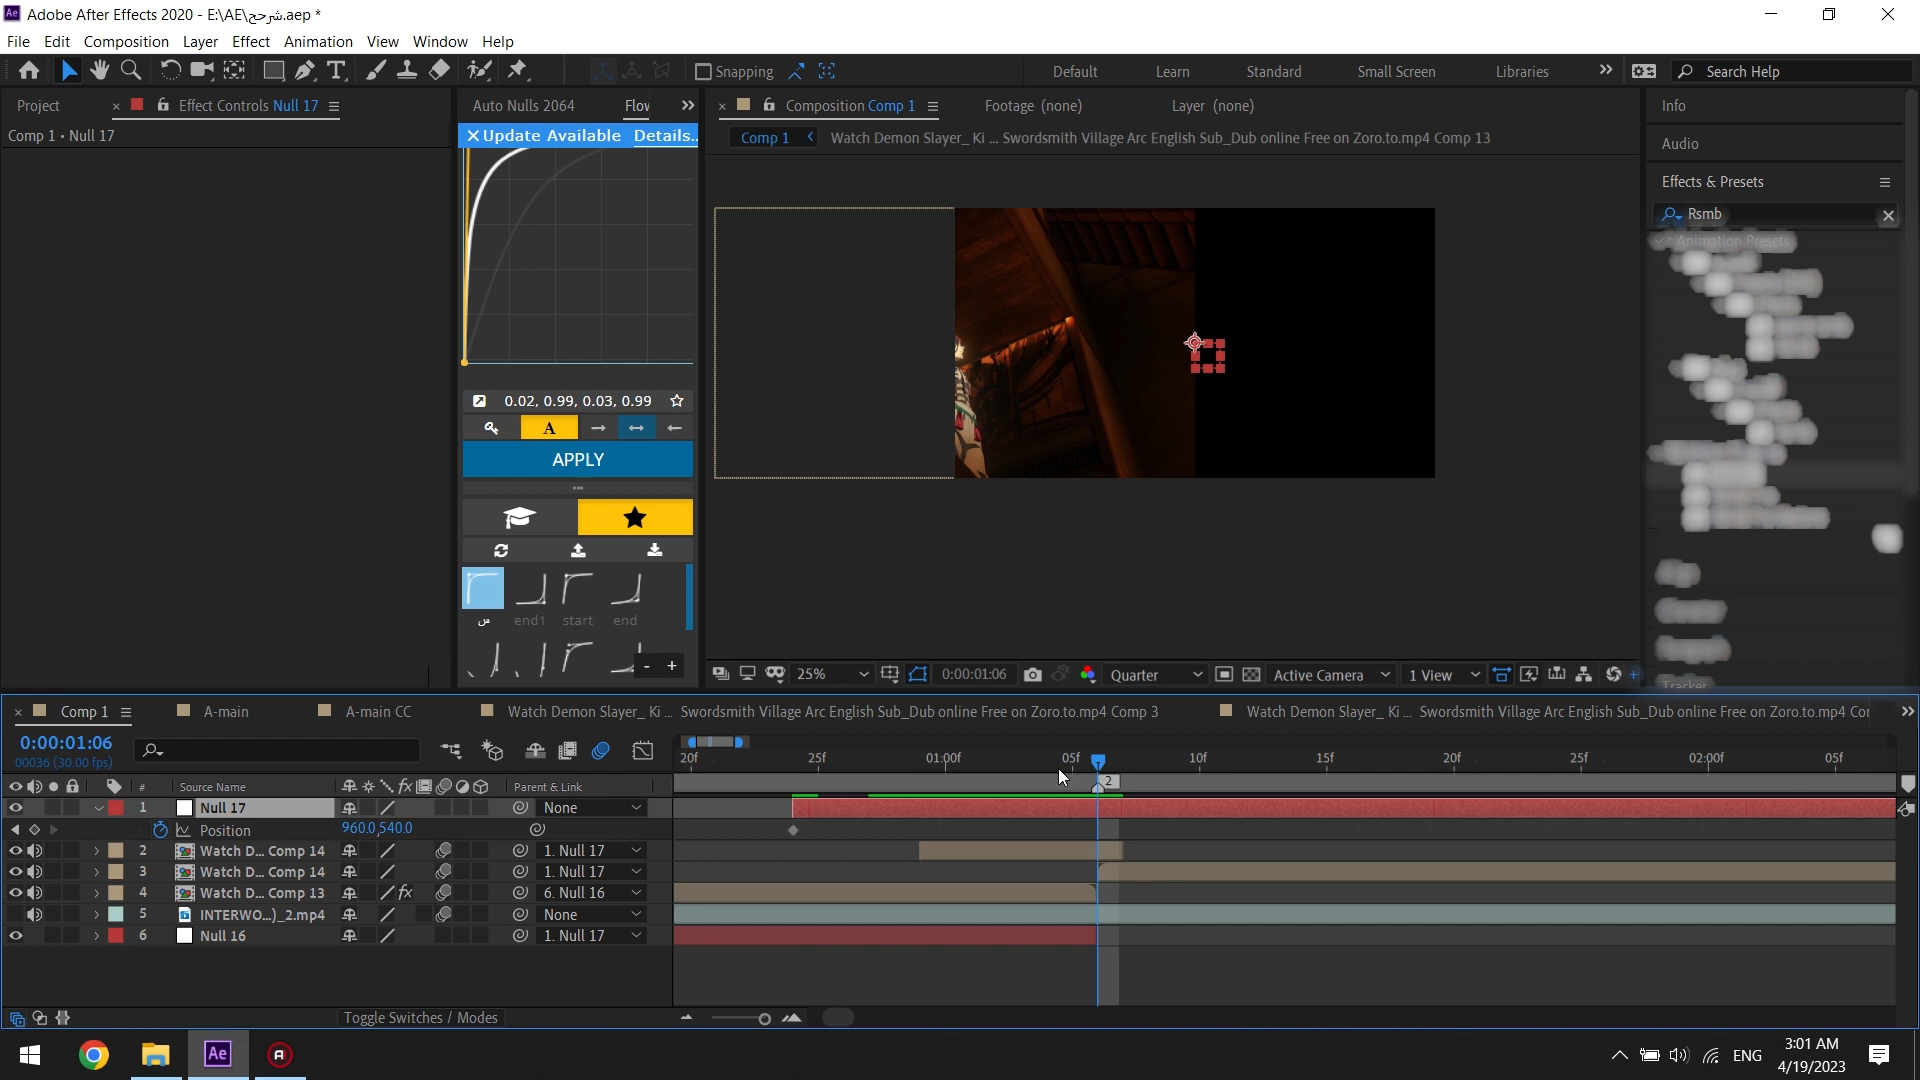 Adobe After Effects 2020 - E:\AE\شرحح.aep *
File Edit Composition Layer Effect Animation View Window Help
Snapping
Default Learn Standard Small Screen Libraries
Search Help
Project
Effect Controls Null 17
Comp 1 • Null 17
Auto Nulls 2064
Flow
Update Available Details..
Composition Comp 1
Footage (none)
Layer (none)
Comp 1
Watch Demon Slayer_ Ki ... Swordsmith Village Arc English Sub_Dub online Free on Zoro.to.mp4 Comp 13
Info
Audio
Effects & Presets
Rsmb
Animation Presets
0.02, 0.99, 0.03, 0.99
A
APPLY
س end1 start end
- +
25%
0:00:01:06
Quarter
Active Camera
1 View
Tracker
Comp 1
A-main
A-main CC
Watch Demon Slayer_ Ki ... Swordsmith Village Arc English Sub_Dub online Free on Zoro.to.mp4 Comp 3
Watch Demon Slayer_ Ki ... Swordsmith Village Arc English Sub_Dub online Free on Zoro.to.mp4 Cor
0:00:01:06
00036 (30.00 fps)
20f 25f 01:00f 05f 10f 15f 20f 25f 02:00f 05f
2
# Source Name Parent & Link
1 Null 17 None
Position 960.0,540.0
2 Watch D... Comp 14 1. Null 17
3 Watch D... Comp 14 1. Null 17
4 Watch D... Comp 13 fx 6. Null 16
5 INTERWO...)_2.mp4 None
6 Null 16 1. Null 17
Toggle Switches / Modes
ENG
3:01 AM
4/19/2023